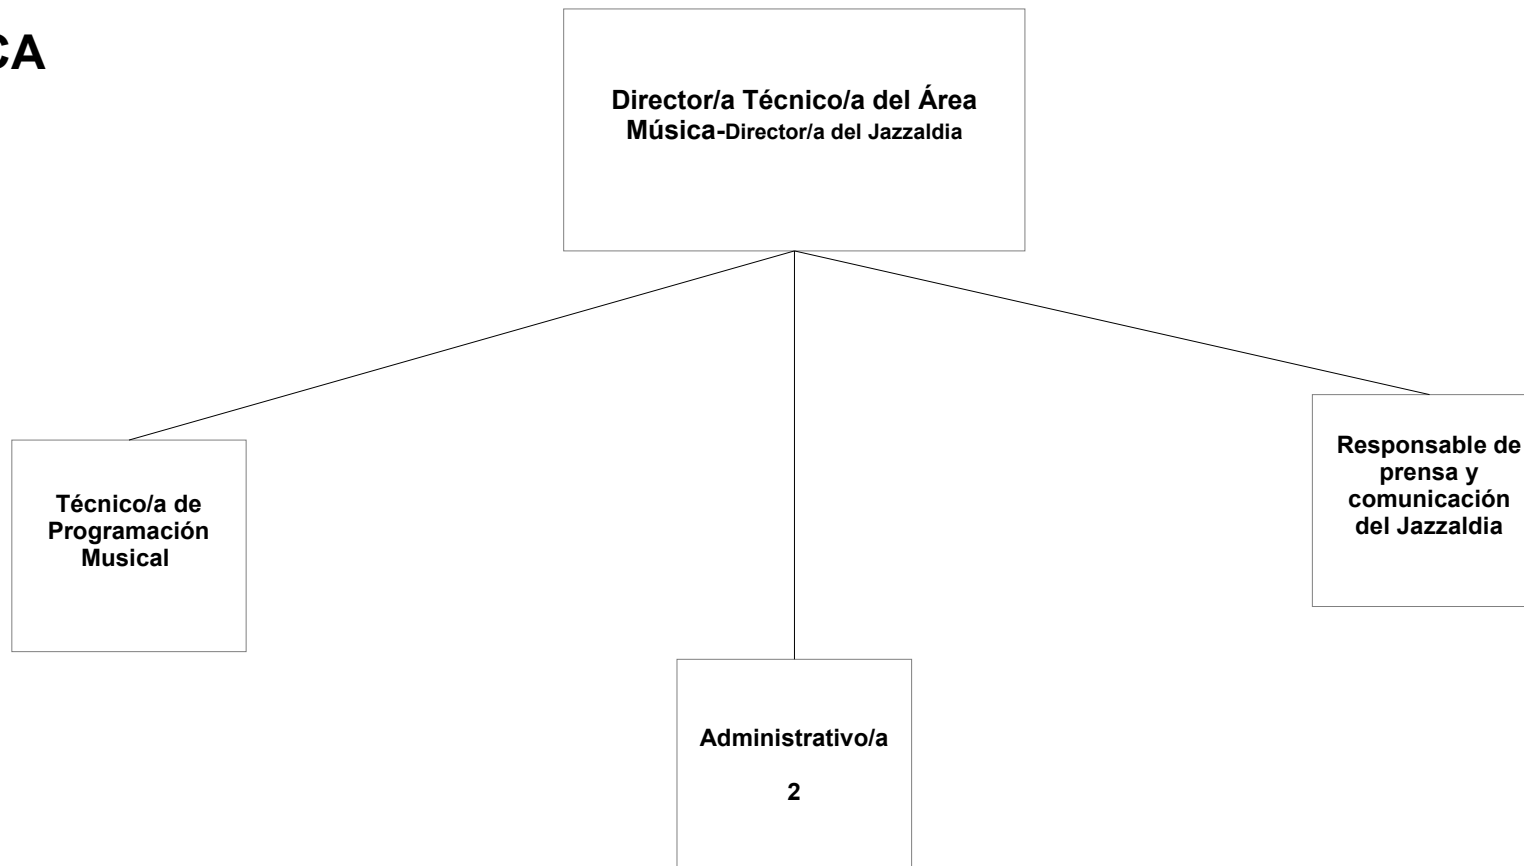 CA
Director/a Técnico/a del Área
Música-Director/a del Jazzaldia
Técnico/a de
Programación
Musical
Responsable de
prensa y
comunicación
del Jazzaldia
Administrativo/a
2